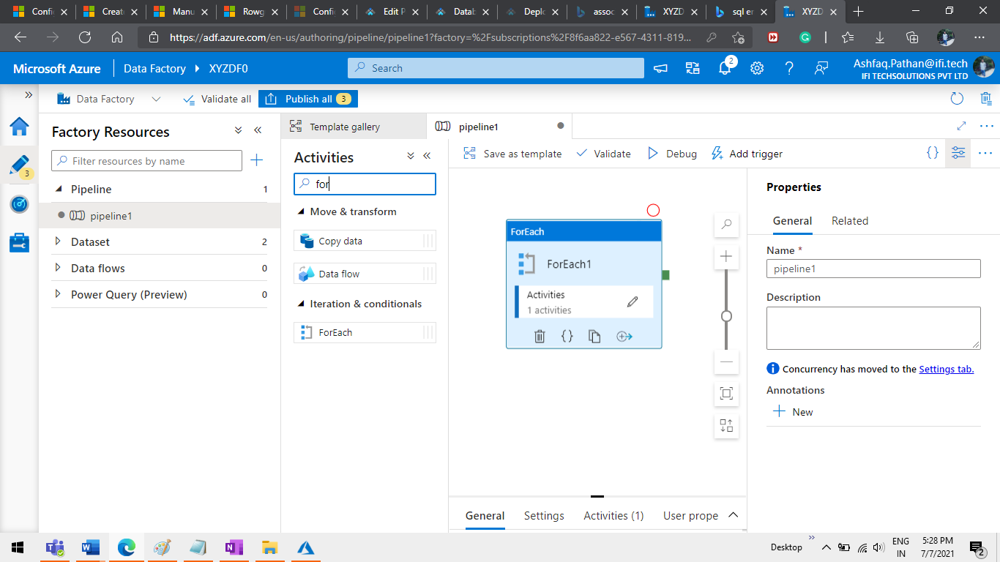 Confi
Create
Manu
Rowg
Config
Edit P
Datab
Deplo
assoc
XYZD
sql er
XYZD
https://adf.azure.com/en-us/authoring/pipeline/pipeline1?factory=%2Fsubscriptions%2F8f6aa822-e567-4311-819...
Microsoft Azure
Data Factory
XYZDF0
Search
2
Ashfaq.Pathan@ifi.tech
IFI TECHSOLUTIONS PVT LTD
Data Factory
Validate all
Publish all 3
3
Factory Resources
Filter resources by name
Pipeline 1
pipeline1
Dataset 2
Data flows 0
Power Query (Preview) 0
Template gallery
pipeline1
Activities
for
Move & transform
Copy data
Data flow
Iteration & conditionals
ForEach
Save as template
Validate
Debug
Add trigger
ForEach
ForEach1
Activities
1 activities
General
Settings
Activities (1)
User prope
Properties
General
Related
Name *
pipeline1
Description
Concurrency has moved to the Settings tab.
Annotations
New
Desktop
ENG
IN
5:28 PM
7/7/2021
2